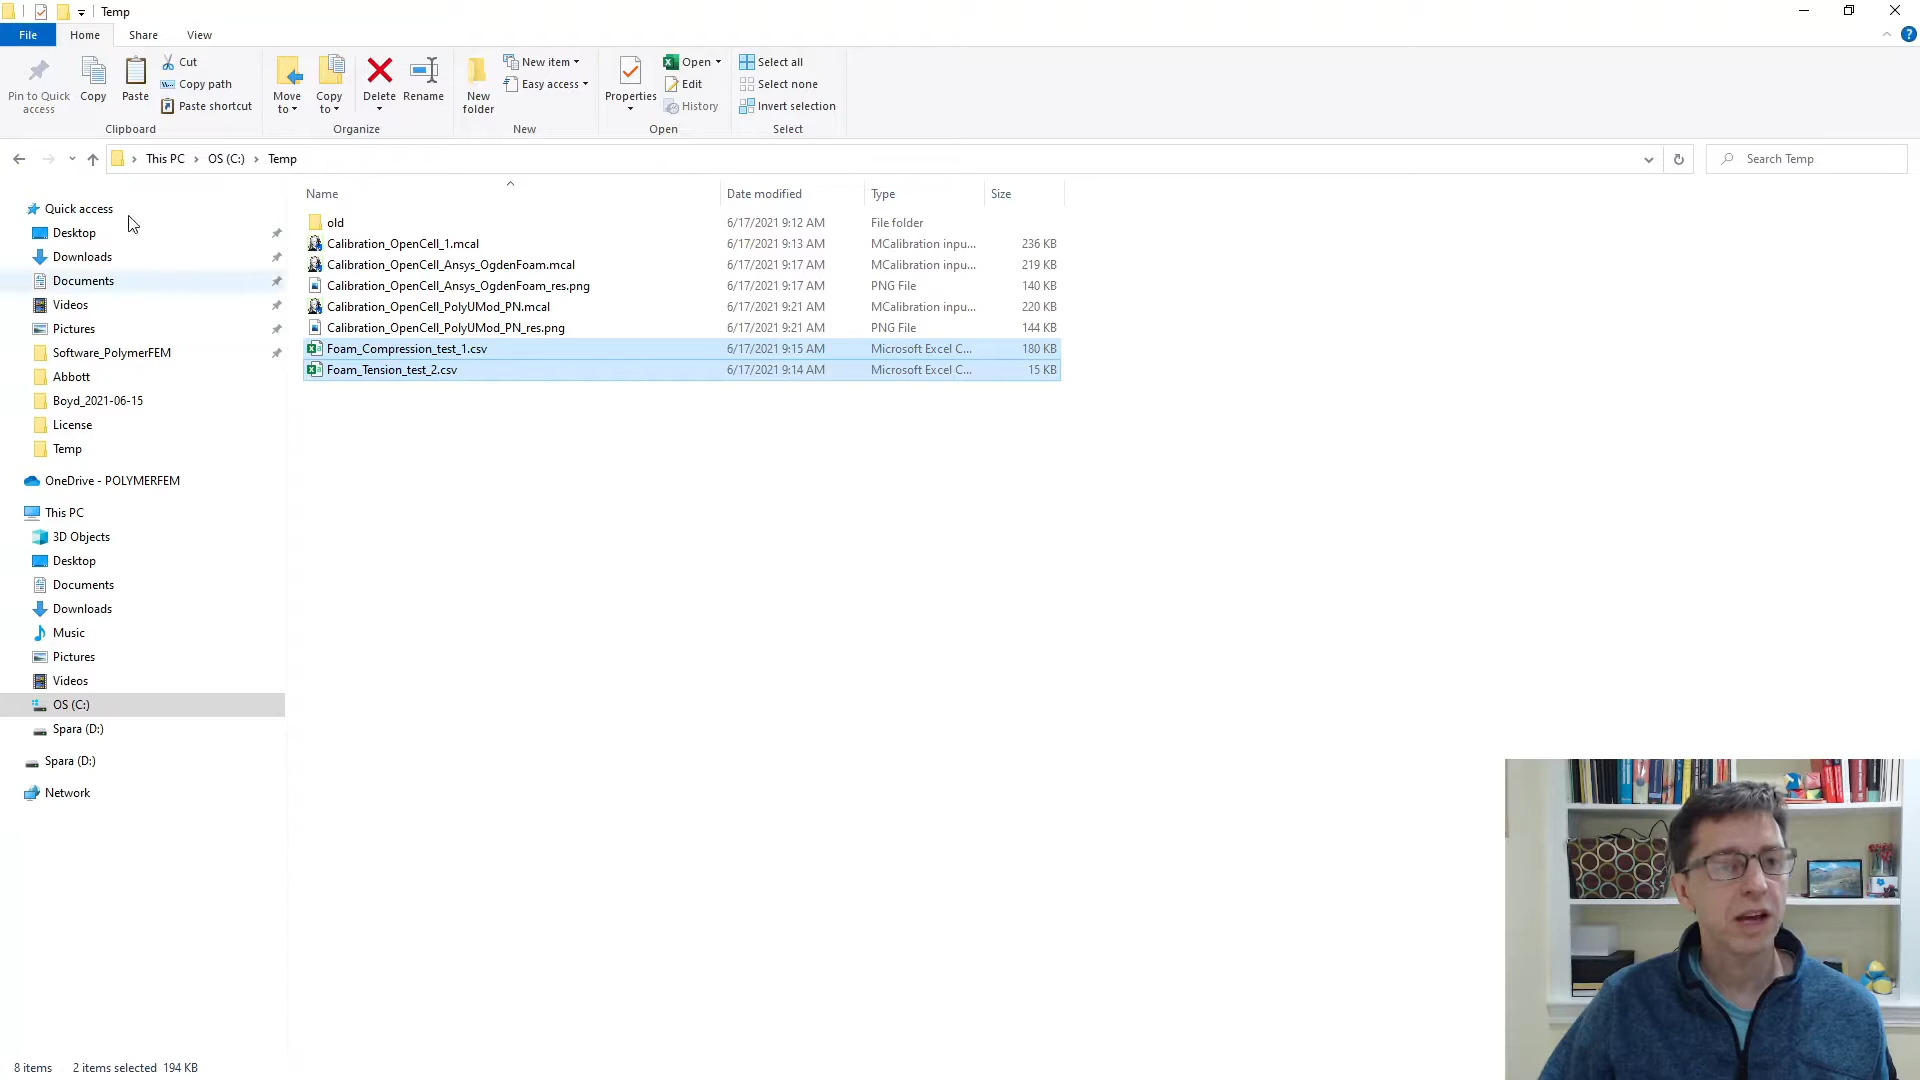 Temp
File Home Share View
Pin to Quick access
Copy
Paste
Cut
Copy path
Paste shortcut
Clipboard
Move to
Copy to
Delete
Rename
Organize
New folder
New item
Easy access
New
Properties
Open
Edit
History
Open
Select all
Select none
Invert selection
Select
This PC OS (C:) Temp
Search Temp
Name Date modified Type Size
old 6/17/2021 9:12 AM File folder
Calibration_OpenCell_1.mcal 6/17/2021 9:13 AM MCalibration inpu... 236 KB
Calibration_OpenCell_Ansys_OgdenFoam.mcal 6/17/2021 9:17 AM MCalibration inpu... 219 KB
Calibration_OpenCell_Ansys_OgdenFoam_res.png 6/17/2021 9:17 AM PNG File 140 KB
Calibration_OpenCell_PolyUMod_PN.mcal 6/17/2021 9:21 AM MCalibration inpu... 220 KB
Calibration_OpenCell_PolyUMod_PN_res.png 6/17/2021 9:21 AM PNG File 144 KB
Foam_Compression_test_1.csv 6/17/2021 9:15 AM Microsoft Excel C... 180 KB
Foam_Tension_test_2.csv 6/17/2021 9:14 AM Microsoft Excel C... 15 KB
Quick access
Desktop
Downloads
Documents
Videos
Pictures
Software_PolymerFEM
Abbott
Boyd_2021-06-15
License
Temp
OneDrive - POLYMERFEM
This PC
3D Objects
Desktop
Documents
Downloads
Music
Pictures
Videos
OS (C:)
Spara (D:)
Spara (D:)
Network
8 items 2 items selected 194 KB